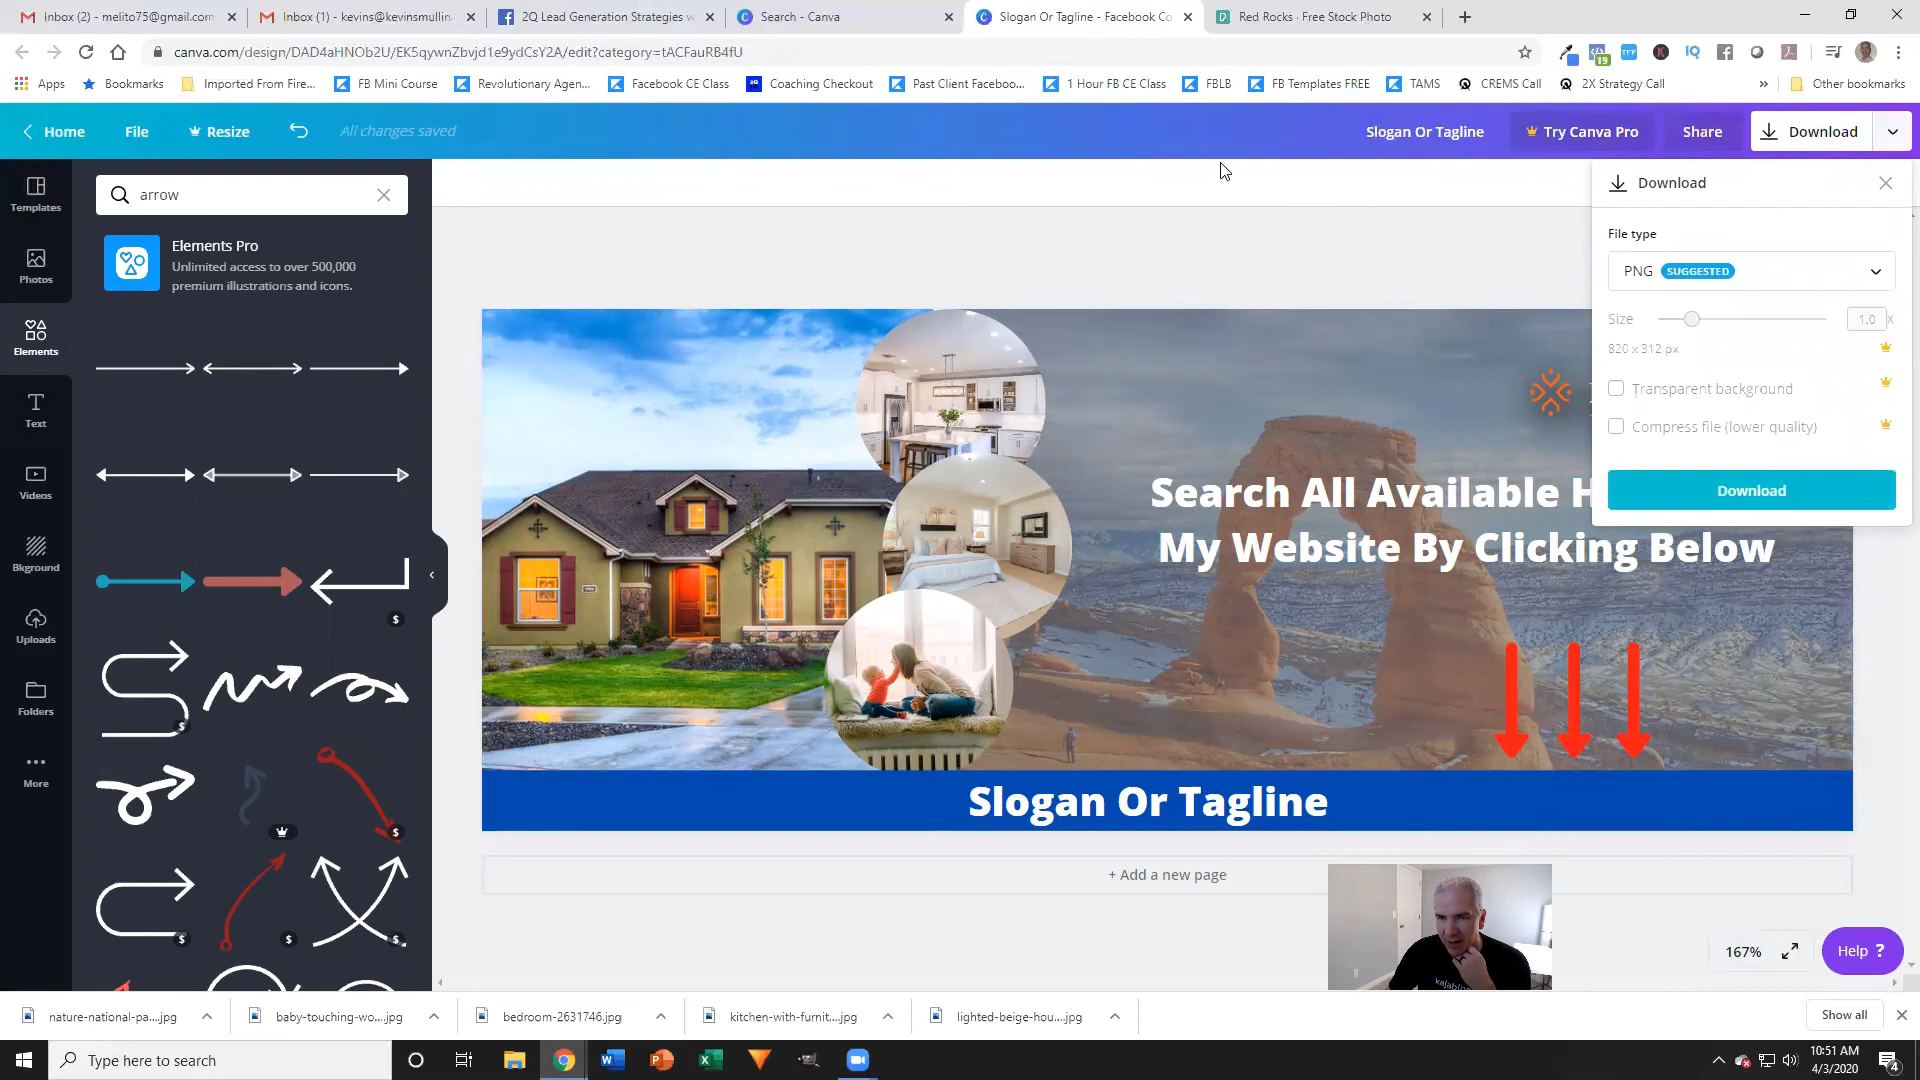 Inbox (2) - melito75@gmail.com
Inbox (1) - kevins@kevinsmullin.
2Q Lead Generation Strategies w
Search - Canva
Slogan Or Tagline - Facebook Co
Red Rocks · Free Stock Photo
canva.com/design/DAD4aHNOb2U/EK5qywnZbvjd1e9ydCsY2A/edit?category=tACFauRB4fU
19
TFF
IQ
Apps
Bookmarks
Imported From Fire...
FB Mini Course
Revolutionary Agen...
Facebook CE Class
Coaching Checkout
Past Client Faceboo...
1 Hour FB CE Class
FBLB
FB Templates FREE
TAMS
CREMS Call
2X Strategy Call
Other bookmarks
Home
File
Resize
All changes saved
Slogan Or Tagline
Try Canva Pro
Share
Download
Templates
Photos
Elements
Text
Videos
Bkground
Uploads
Folders
More
arrow
Elements Pro
Unlimited access to over 500,000
premium illustrations and icons.
Download
File type
PNG SUGGESTED
Size
1.0 x
820 x 312 px
Transparent background
Compress file (lower quality)
Download
Search All Available H
My Website By Clicking Below
Slogan Or Tagline
+ Add a new page
167%
Help ?
nature-national-pa....jpg
baby-touching-wo....jpg
bedroom-2631746.jpg
kitchen-with-furnit....jpg
lighted-beige-hou....jpg
Show all
Type here to search
10:51 AM
4/3/2020
4